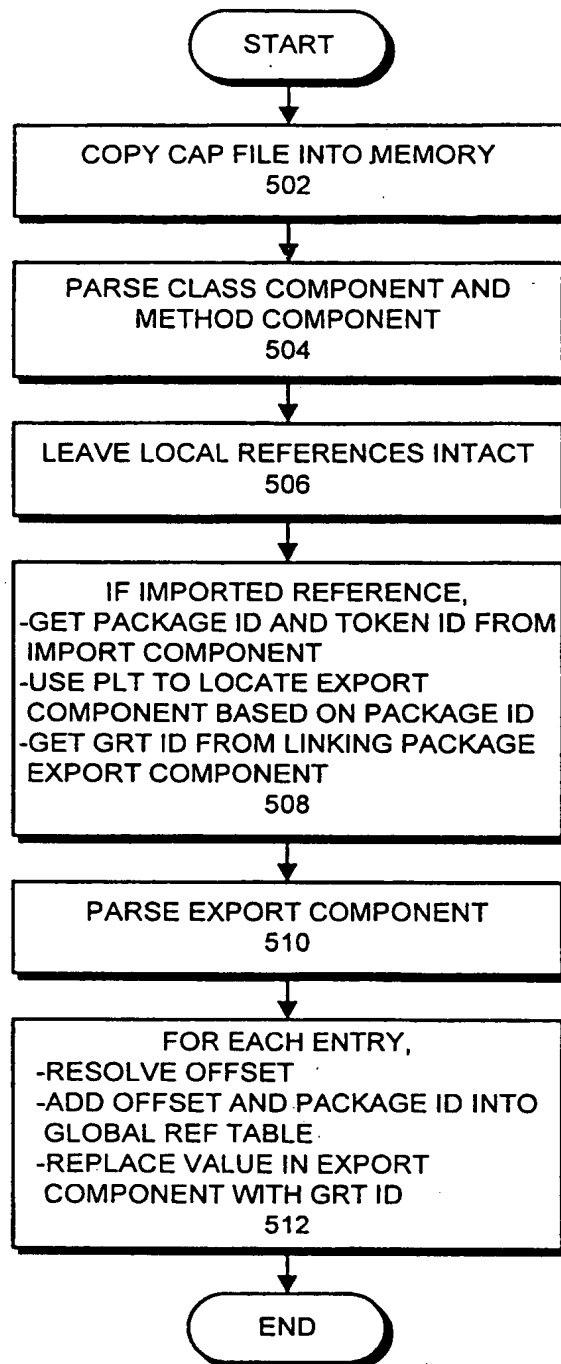 START
COPY CAP FILE INTO MEMORY
502
PARSE CLASS COMPONENT AND
METHOD COMPONENT
504
LEAVE LOCAL REFERENCES INTACT
506
IF IMPORTED REFERENCE,
-GET PACKAGE ID AND TOKEN ID FROM
IMPORT COMPONENT
-USE PLT TO LOCATE EXPORT
COMPONENT BASED ON PACKAGE ID
-GET GRT ID FROM LINKING PACKAGE
EXPORT COMPONENT
508
PARSE EXPORT COMPONENT
510
FOR EACH ENTRY,
-RESOLVE OFFSET
-ADD OFFSET AND PACKAGE ID INTO
GLOBAL REF TABLE
-REPLACE VALUE IN EXPORT
COMPONENT WITH GRT ID
512
END